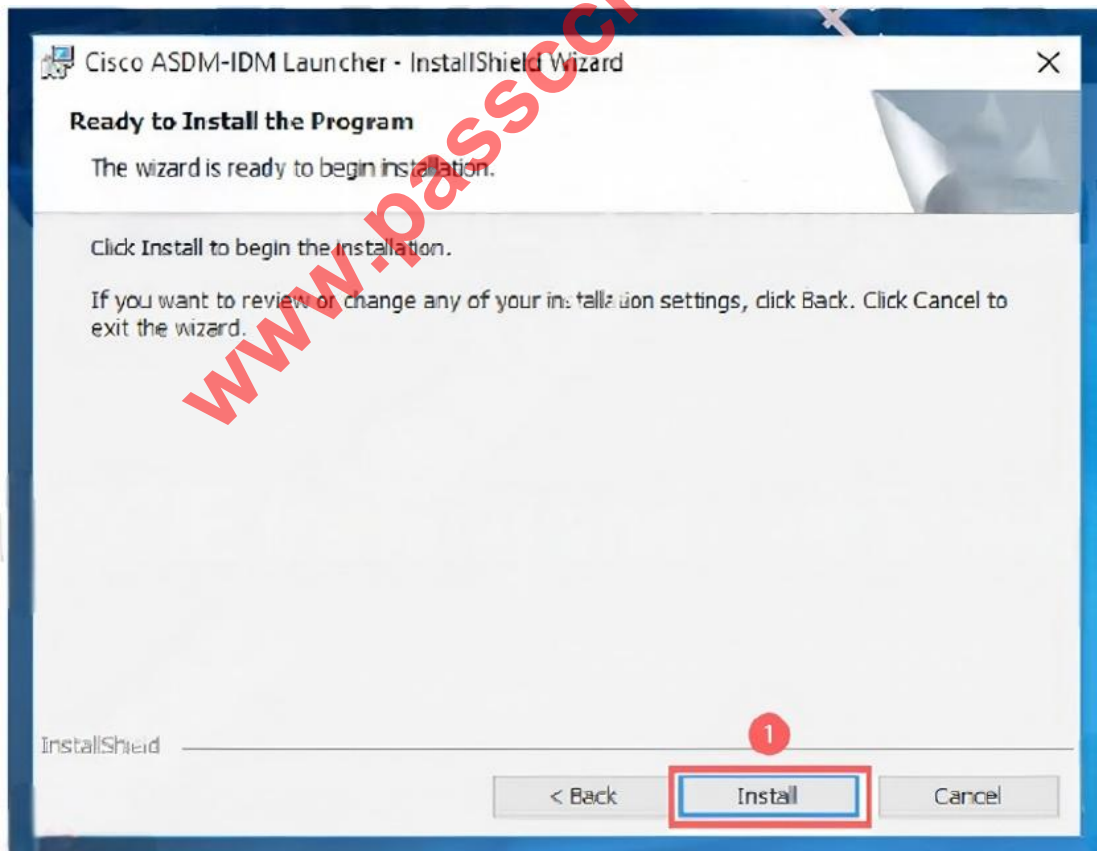 Cisco ASDM-IDM Launcher - InstallShield Wizard
Ready to Install the Program
The wizard is ready to begin installation.
Click Install to begin the installation.
If you want to review or change any of your installation settings, click Back. Click Cancel to
exit the wizard.
www.passcci
InstallShield
1
< Back
Install
Cancel